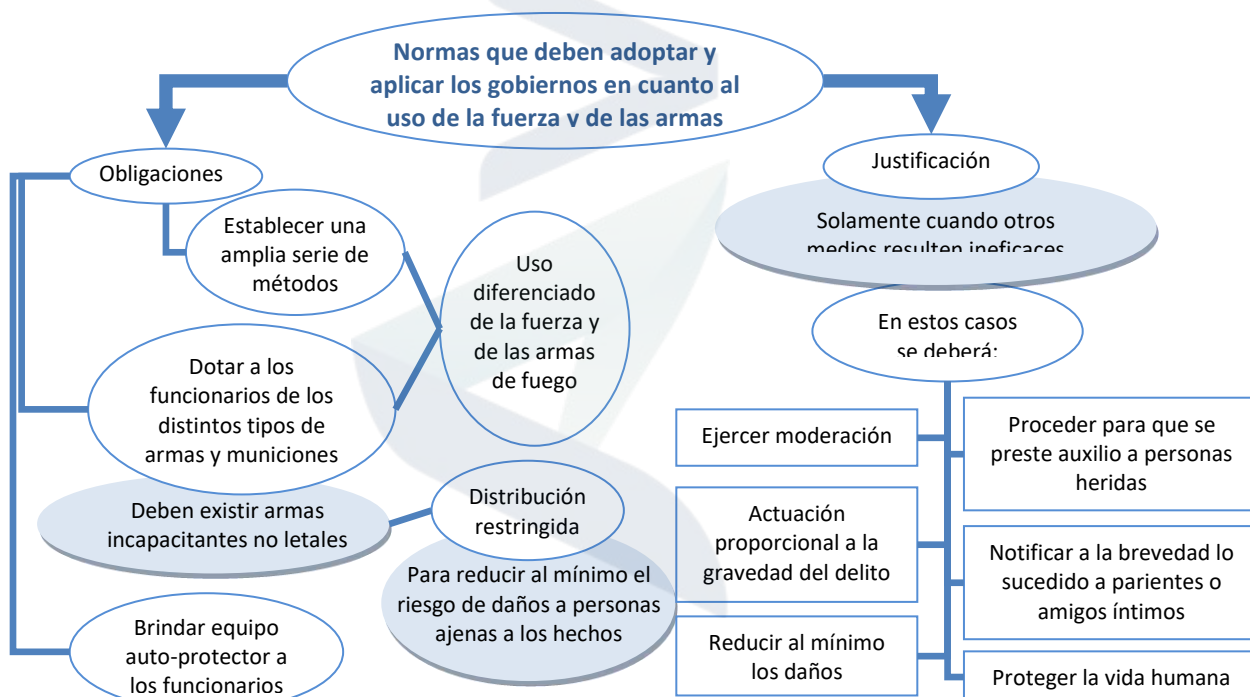 Normas que deben adoptar y
aplicar los gobiernos en cuanto al
uso de la fuerza y de las armas
Obligaciones
Establecer una
amplia serie de
métodos
Uso
diferenciado
de la fuerza y
de las armas
de fuego
Dotar a los
funcionarios de los
distintos tipos de
armas y municiones
Deben existir armas
incapacitantes no letales
Distribución
restringida
Para reducir al mínimo el
riesgo de daños a personas
ajenas a los hechos
Brindar equipo
auto-protector a
los funcionarios
Justificación
Solamente cuando otros
medios resulten ineficaces
En estos casos
se deberá:
Ejercer moderación
Actuación
proporcional a la
gravedad del delito
Reducir al mínimo
los daños
Proceder para que se
preste auxilio a personas
heridas
Notificar a la brevedad lo
sucedido a parientes o
amigos íntimos
Proteger la vida humana